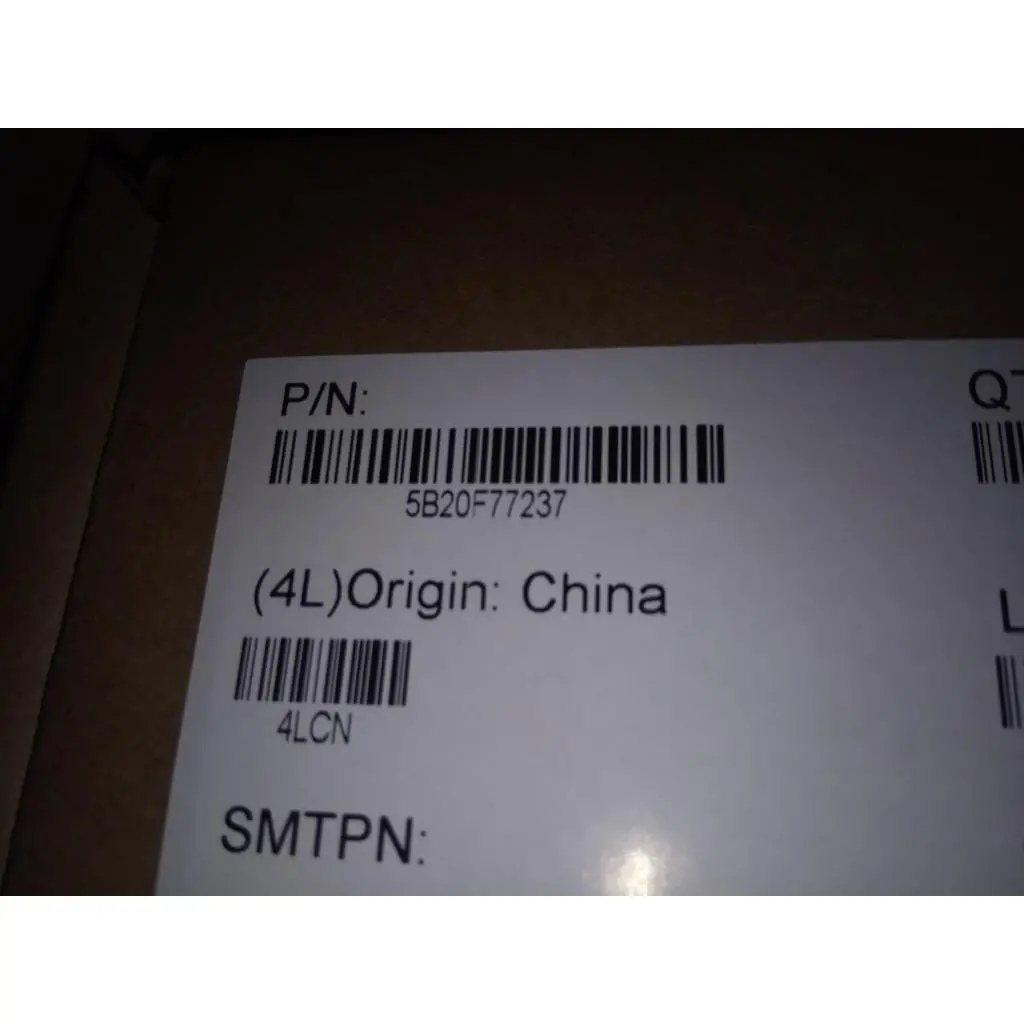 P/N:
5B20F77237
(4L)Origin: China
4LCN
SMTPN: